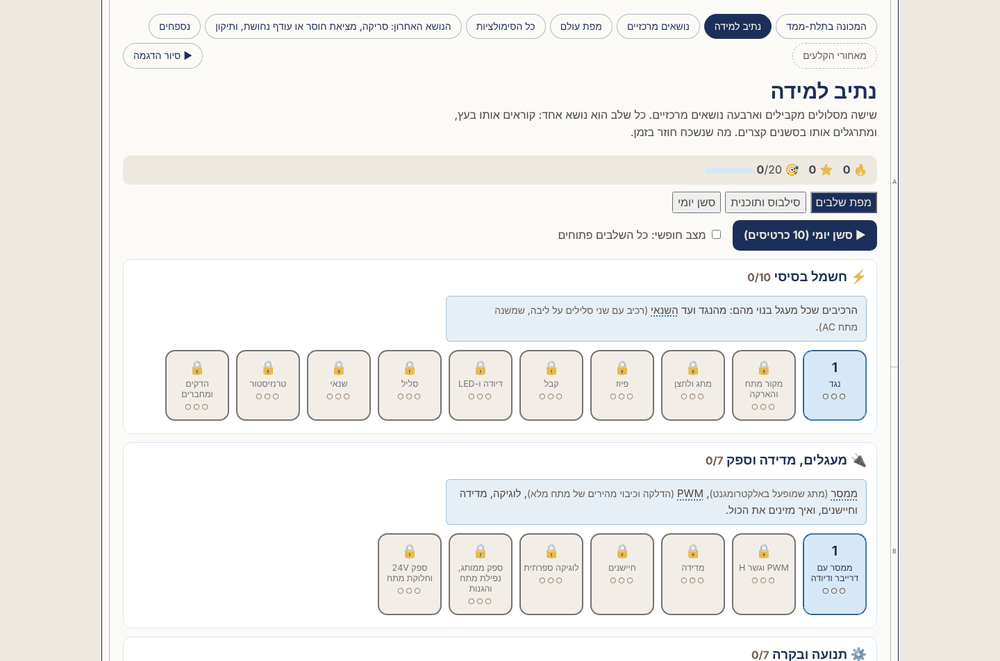 המכונה בתלת-ממד
נתיב למידה
נושאים מרכזיים
מפת עולם
כל הסימולציות
הנושא האחרון: סריקה, מציאת חוסר או עודף נחושת, ותיקון
נספחים
מאחורי הקלעים
▶ סיור הדגמה
נתיב למידה
שישה מסלולים מקבילים וארבעה נושאים מרכזיים. כל שלב הוא נושא אחד: קוראים אותו בעץ,
ומתרגלים אותו בסשנים קצרים. מה שנשכח חוזר בזמן.
🔥 0 ⭐ 0 🎯 0/20
מפת שלבים
סילבוס ותוכנית
סשן יומי
▶ סשן יומי (10 כרטיסים)
מצב חופשי: כל השלבים פתוחים
A
⚡ חשמל בסיסי 0/10
הרכיבים שכל מעגל בנוי מהם: מהנגד ועד השנאי (רכיב עם שני סלילים על ליבה, שמשנה
מתח AC).
1
נגד
מקור מתח
והארקה
מתג ולחצן
פיוז
קבל
דיודה ו-LED
סליל
שנאי
טרנזיסטור
הדקים
ומחברים
🔌 מעגלים, מדידה וספק 0/7
ממסר (מתג שמופעל באלקטרומגנט), PWM (הדלקה וכיבוי מהירים של מתח מלא), לוגיקה, מדידה
וחיישנים, ואיך מזינים את הכול.
1
ממסר עם
דרייבר ודיודה
PWM וגשר H
מדידה
חיישנים
לוגיקה ספרתית
ספק ממותג,
נפילת מתח
והגנות
ספק 24V
וחלוקת מתח
B
⚙️ תנועה ובקרה 0/7